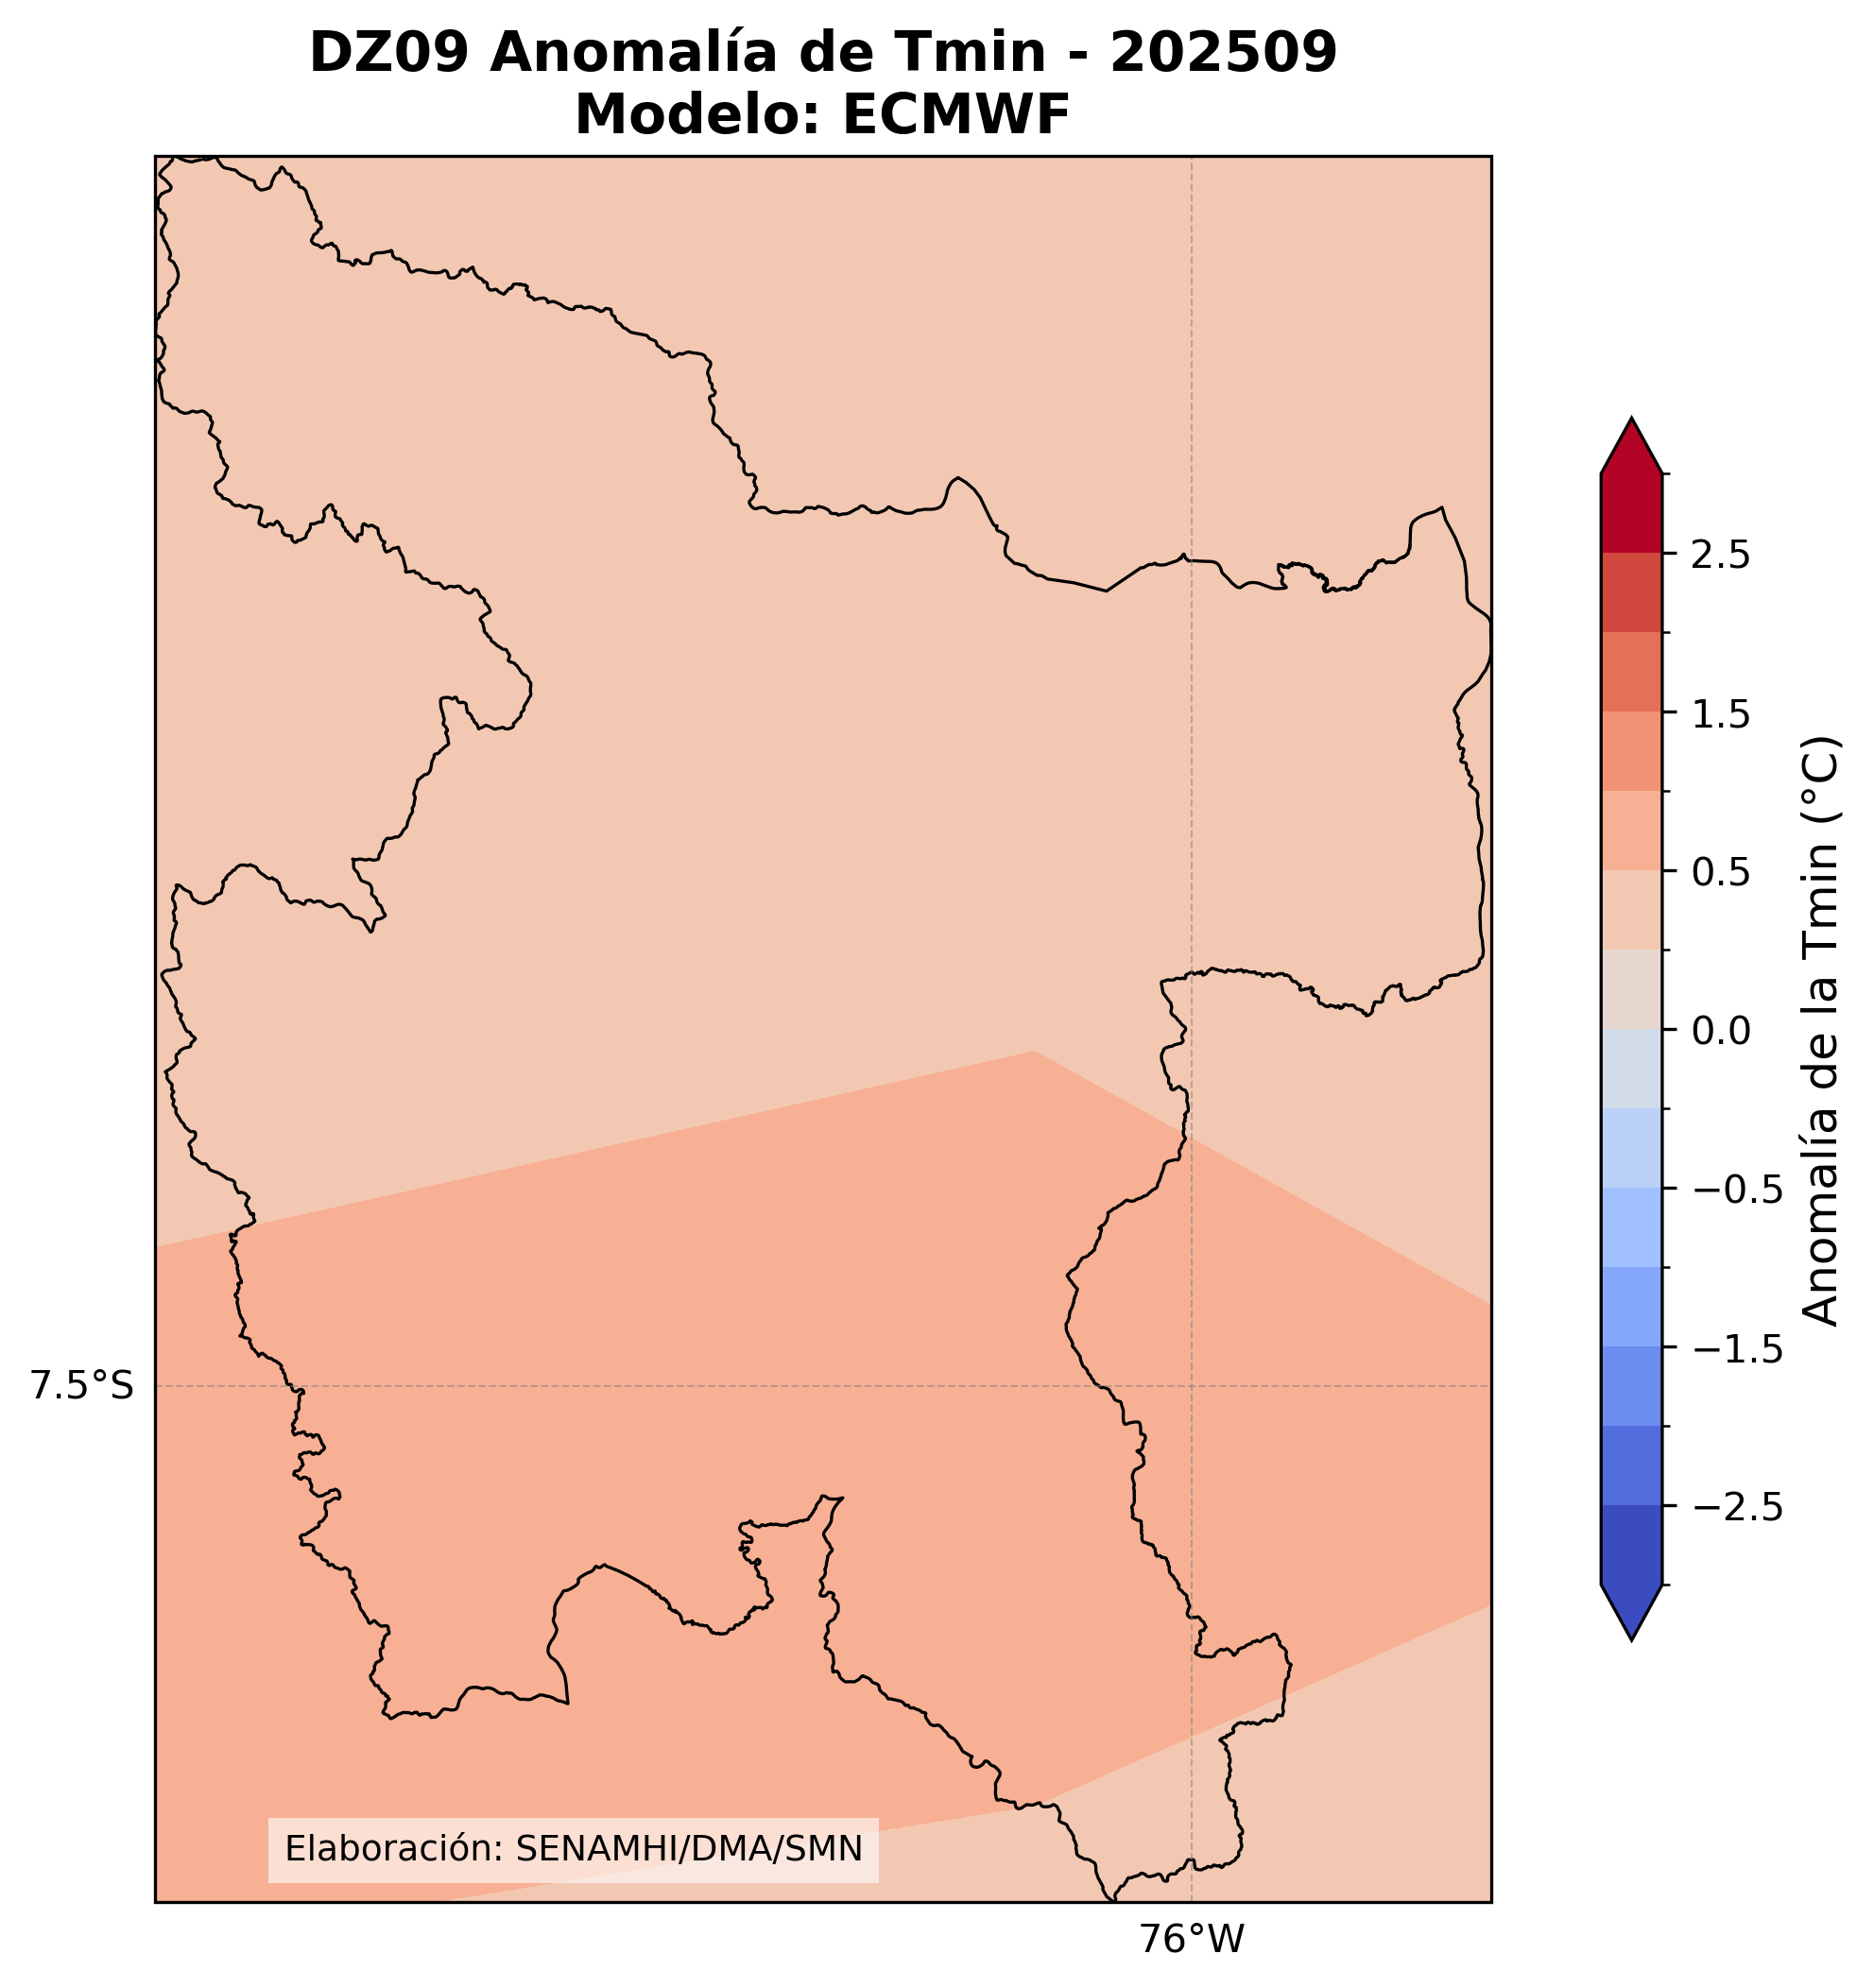 DZ09 Anomalía de Tmin - 202509
Modelo: ECMWF
2.5
1.5
0.5
0.0
−0.5
−1.5
−2.5
Anomalía de la Tmin (°C)
7.5°S
Elaboración: SENAMHI/DMA/SMN
76°W